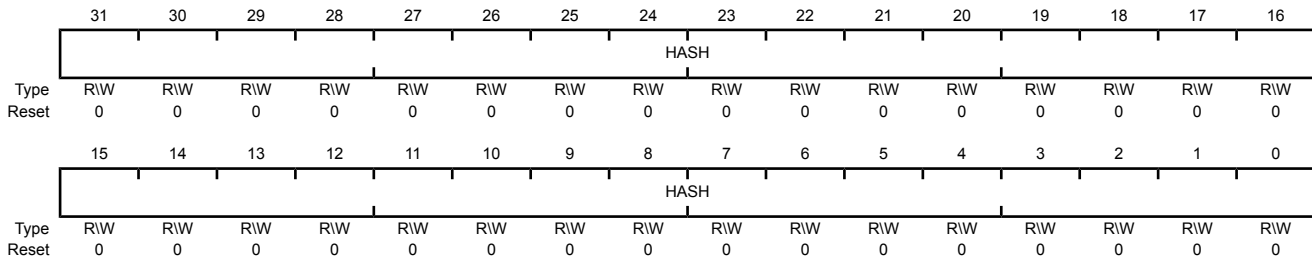 31 30 29 28 27 26 25 24 23 22 21 20 19 18 17 16
HASH
Type R\W R\W R\W R\W R\W R\W R\W R\W R\W R\W R\W R\W R\W R\W R\W R\W
Reset 0 0 0 0 0 0 0 0 0 0 0 0 0 0 0 0
15 14 13 12 11 10 9 8 7 6 5 4 3 2 1 0
HASH
Type R\W R\W R\W R\W R\W R\W R\W R\W R\W R\W R\W R\W R\W R\W R\W R\W
Reset 0 0 0 0 0 0 0 0 0 0 0 0 0 0 0 0